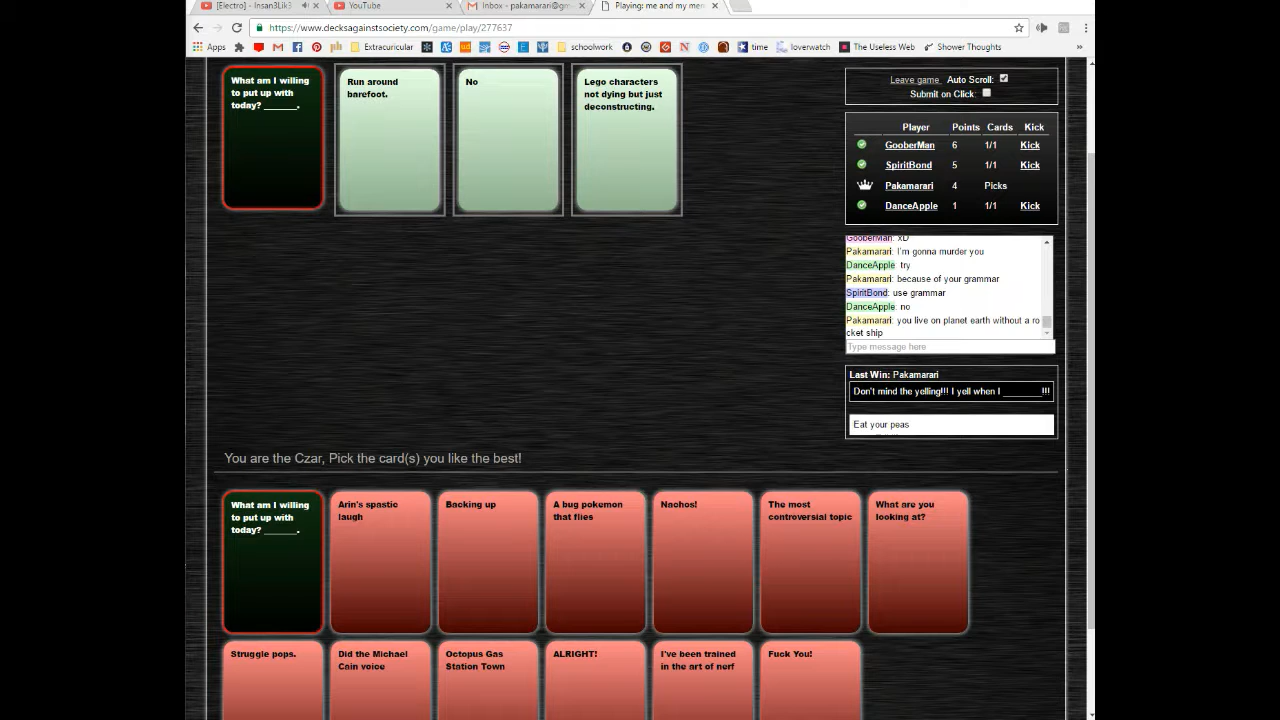 [Electro] - Insan3Lik3
YouTube
Inbox - pakamarari@gm
Playing: me and my me
https://www.decksagainstsociety.com/game/play/277637
Apps
Extracurricular
schoolwork
time
loverwatch
The Useless Web
Shower Thoughts
»
What am I willing
to put up with
today? ______.
Run around
barefoot.
No
Lego characters
not dying but just
deconstructing.
Leave game Auto Scroll:
Submit on Click:
Player Points Cards Kick
GooberMan 6 1/1 Kick
SpiritBond 5 1/1 Kick
Pakamarari 4 Picks
DanceApple 1 1/1 Kick
GooberMan: xD
Pakamarari: I'm gonna murder you
DanceApple: try
Pakamarari: because of your grammar
SpiritBond: use grammar
DanceApple: no
Pakamarari: you live on planet earth without a ro
cket ship
Type message here
Last Win: Pakamarari
Don't mind the yelling!!! I yell when I _______!!!
Eat your peas
You are the Czar, Pick the card(s) you like the best!
What am I willing
to put up with
today? ______.
Arin's spastic
laugh
Backing up
A bug pokemon
that flies
Nachos!
The most
controversial topic
What are you
looking at?
Struggle pops.
Did the Michael
Cain voice
Octopus Gas
Station Town
ALRIGHT!
I've been trained
in the art of nerf
Fuck You!